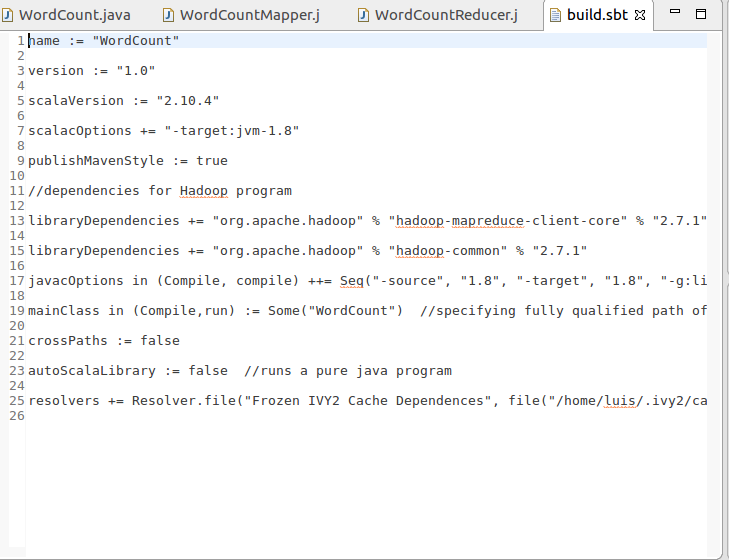 WordCount.java WordCountMapper.j WordCountReducer.j build.sbt
1 name := "WordCount"
2
3 version := "1.0"
4
5 scalaVersion := "2.10.4"
6
7 scalacOptions += "-target:jvm-1.8"
8
9 publishMavenStyle := true
10
11 //dependencies for Hadoop program
12
13 libraryDependencies += "org.apache.hadoop" % "hadoop-mapreduce-client-core" % "2.7.1"
14
15 libraryDependencies += "org.apache.hadoop" % "hadoop-common" % "2.7.1"
16
17 javacOptions in (Compile, compile) ++= Seq("-source", "1.8", "-target", "1.8", "-g:li
18
19 mainClass in (Compile,run) := Some("WordCount")  //specifying fully qualified path of
20
21 crossPaths := false
22
23 autoScalaLibrary := false  //runs a pure java program
24
25 resolvers += Resolver.file("Frozen IVY2 Cache Dependences", file("/home/luis/.ivy2/ca
26